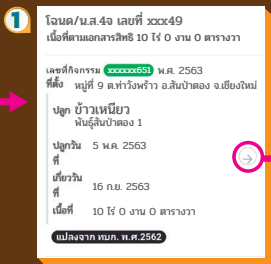 1
โฉนด/น.ส.4จ เลขที่ xxx49
เนื้อที่ตามเอกสารสิทธิ 10 ไร่ 0 งาน 0 ตารางวา
เลขที่กิจกรรม xxxxxx651 พ.ศ. 2563
ที่ตั้ง หมู่ที่ 9 ต.ท่าวังพร้าว อ.สันป่าตอง จ.เชียงใหม่
ปลูก ข้าวเหนียว
พันธุ์สันป่าตอง 1
ปลูกวันที่ 5 พ.ค. 2563
เกี่ยววันที่ 16 ก.ย. 2563
เนื้อที่ 10 ไร่ 0 งาน 0 ตารางวา
แปลงจาก ทบก. พ.ศ.2562